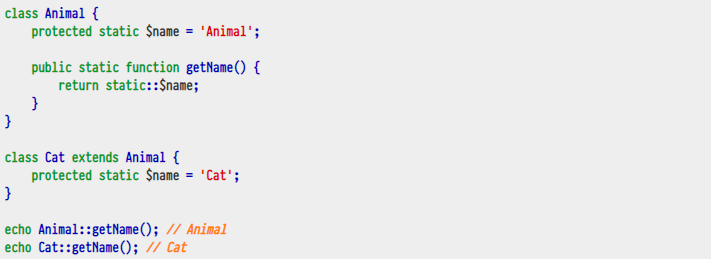 class Animal {
    protected static $name = 'Animal';

    public static function getName() {
        return static::$name;
    }
}

class Cat extends Animal {
    protected static $name = 'Cat';
}

echo Animal::getName(); // Animal
echo Cat::getName(); // Cat